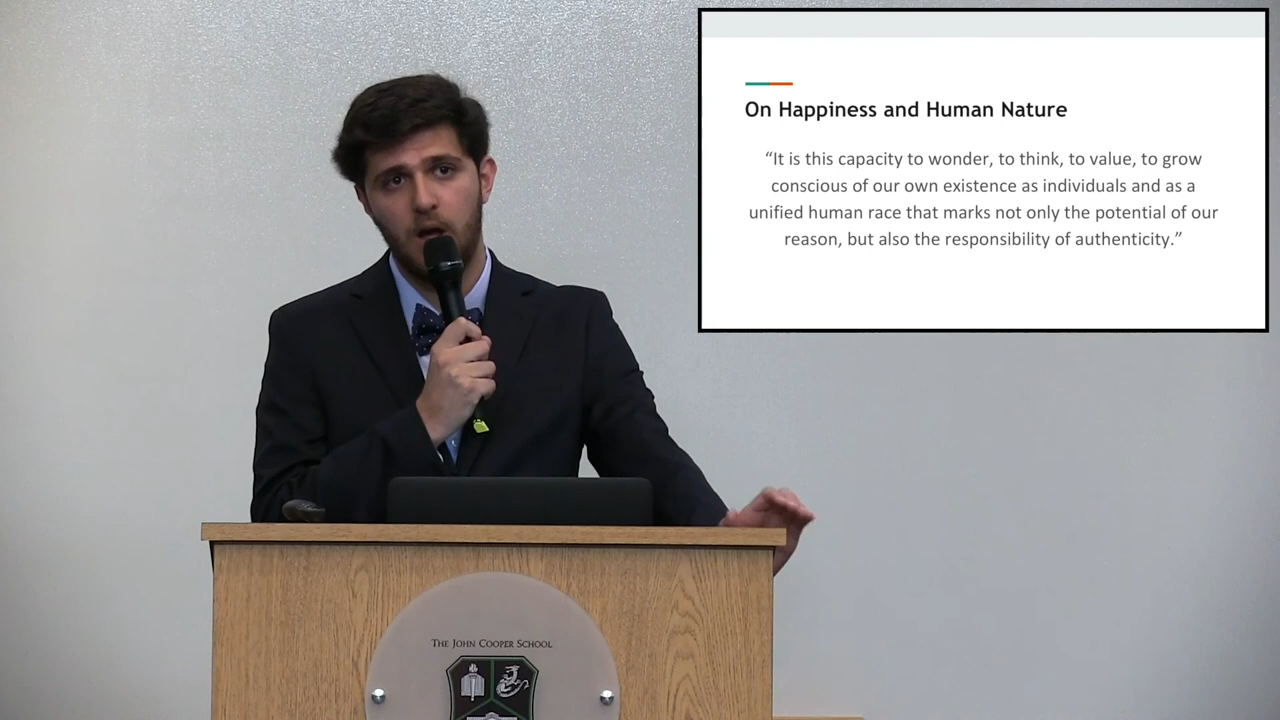 On Happiness and Human Nature
“It is this capacity to wonder, to think, to value, to grow
conscious of our own existence as individuals and as a
unified human race that marks not only the potential of our
reason, but also the responsibility of authenticity.”
THE JOHN COOPER SCHOOL